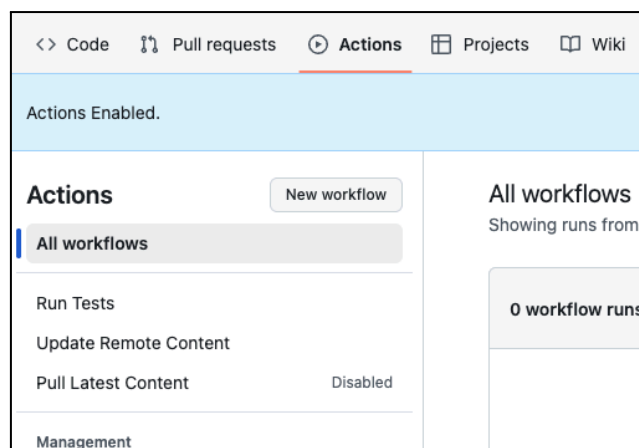 Code Pull requests Actions Projects Wiki
Actions Enabled.
Actions New workflow
All workflows
Run Tests
Update Remote Content
Pull Latest Content Disabled
Management
All workflows
Showing runs from
0 workflow runs